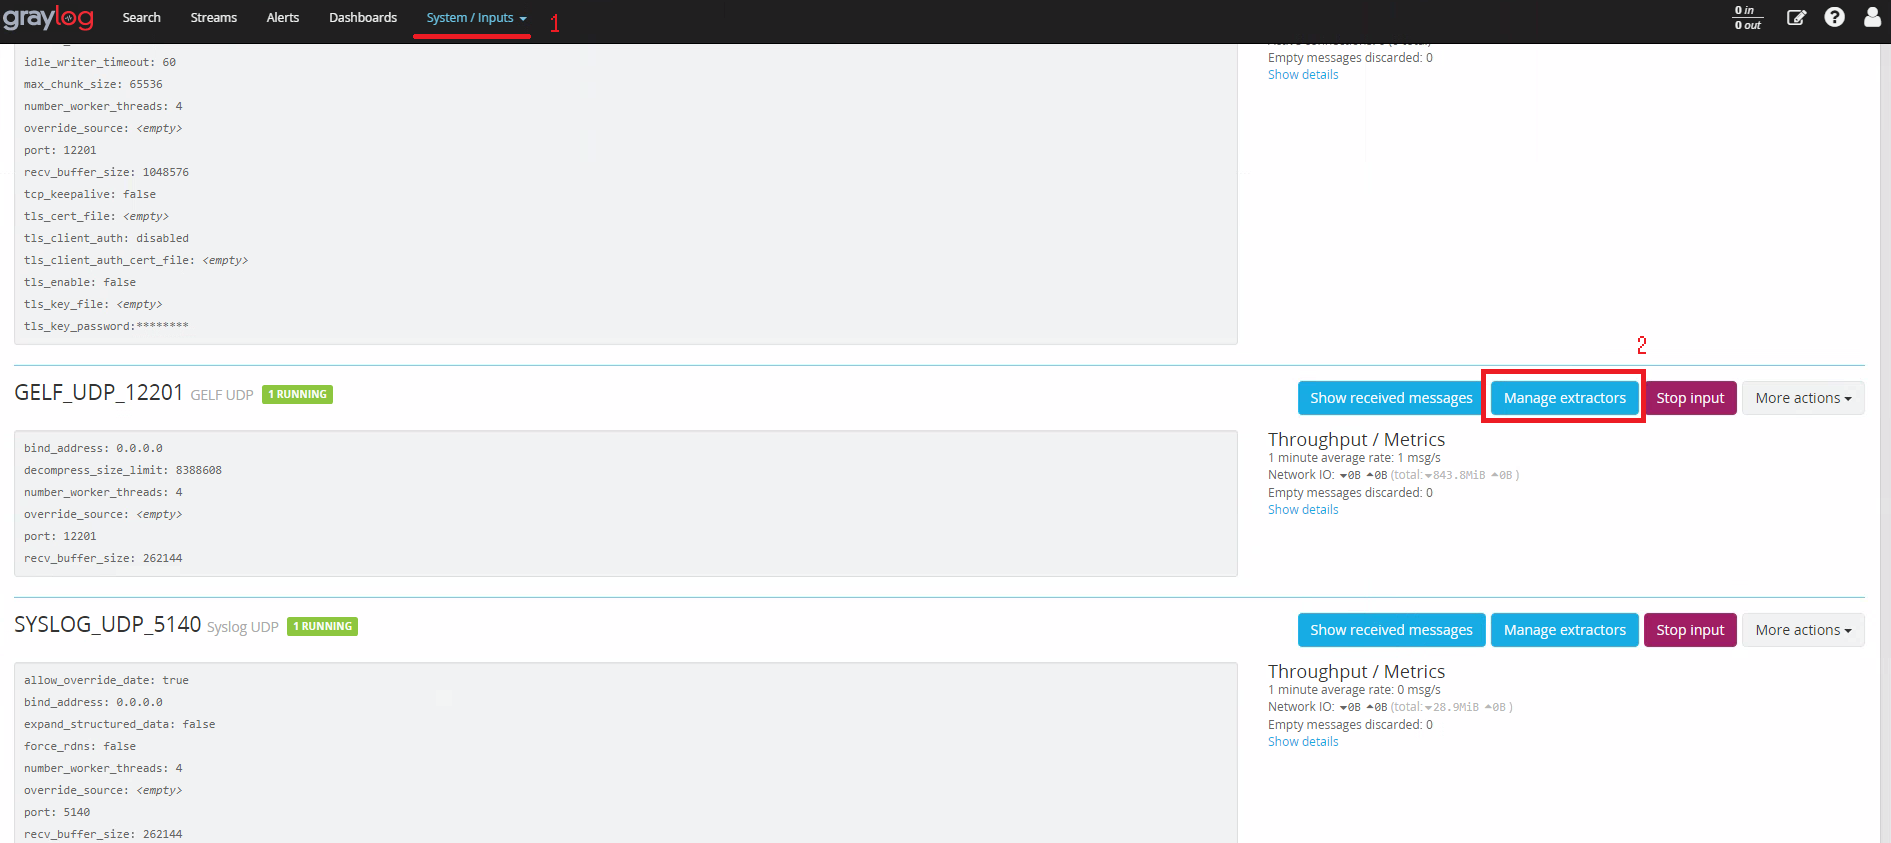 graylog Search Streams Alerts Dashboards System / Inputs 1 0 in
0 out
idle_writer_timeout: 60
max_chunk_size: 65536
number_worker_threads: 4
override_source: <empty>
port: 12201
recv_buffer_size: 1048576
tcp_keepalive: false
tls_cert_file: <empty>
tls_client_auth: disabled
tls_client_auth_cert_file: <empty>
tls_enable: false
tls_key_file: <empty>
tls_key_password:********
Empty messages discarded: 0
Show details
2
GELF_UDP_12201 GELF UDP 1 RUNNING
Show received messages Manage extractors Stop input More actions
bind_address: 0.0.0.0
decompress_size_limit: 8388608
number_worker_threads: 4
override_source: <empty>
port: 12201
recv_buffer_size: 262144
Throughput / Metrics
1 minute average rate: 1 msg/s
Network IO: 0B 0B (total: 843.8MiB 0B )
Empty messages discarded: 0
Show details
SYSLOG_UDP_5140 Syslog UDP 1 RUNNING
Show received messages Manage extractors Stop input More actions
allow_override_date: true
bind_address: 0.0.0.0
expand_structured_data: false
force_rdns: false
number_worker_threads: 4
override_source: <empty>
port: 5140
recv_buffer_size: 262144
Throughput / Metrics
1 minute average rate: 0 msg/s
Network IO: 0B 0B (total: 28.9MiB 0B )
Empty messages discarded: 0
Show details